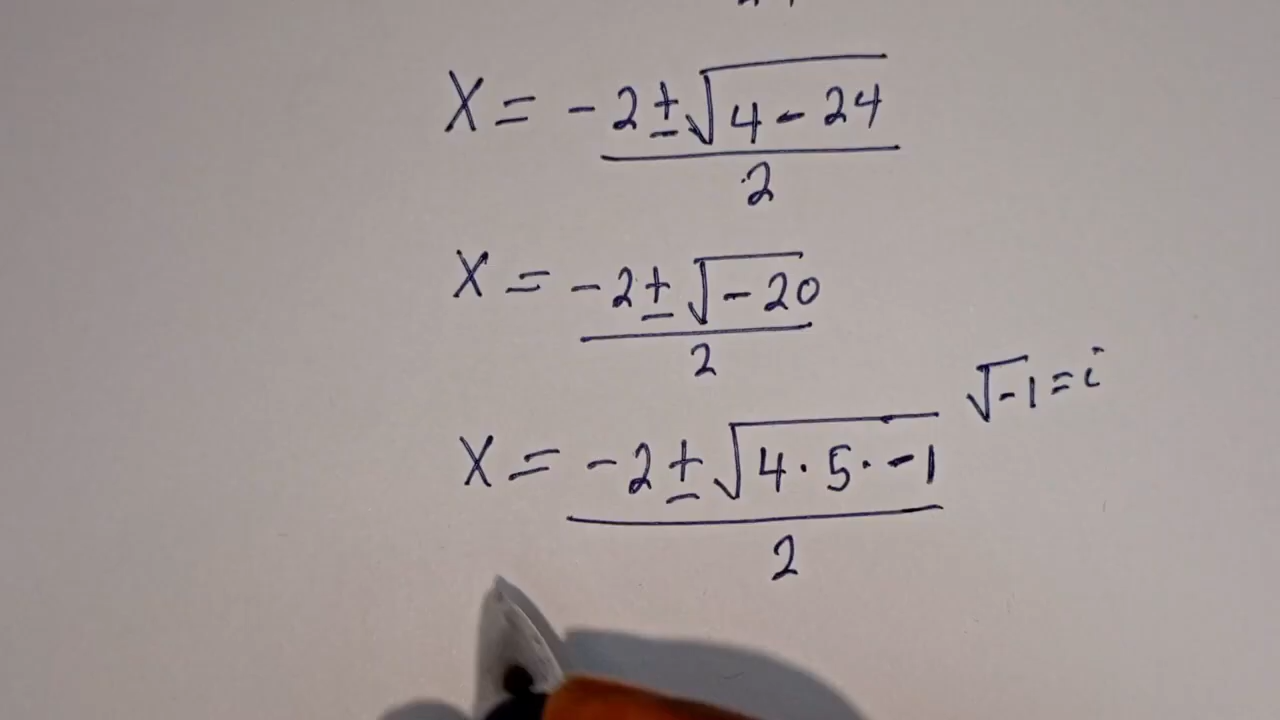 X = -2 ± √4 - 24
2
X = -2 ± √-20
2
√-1 = i
X = -2 ± √4 · 5 · -1
2